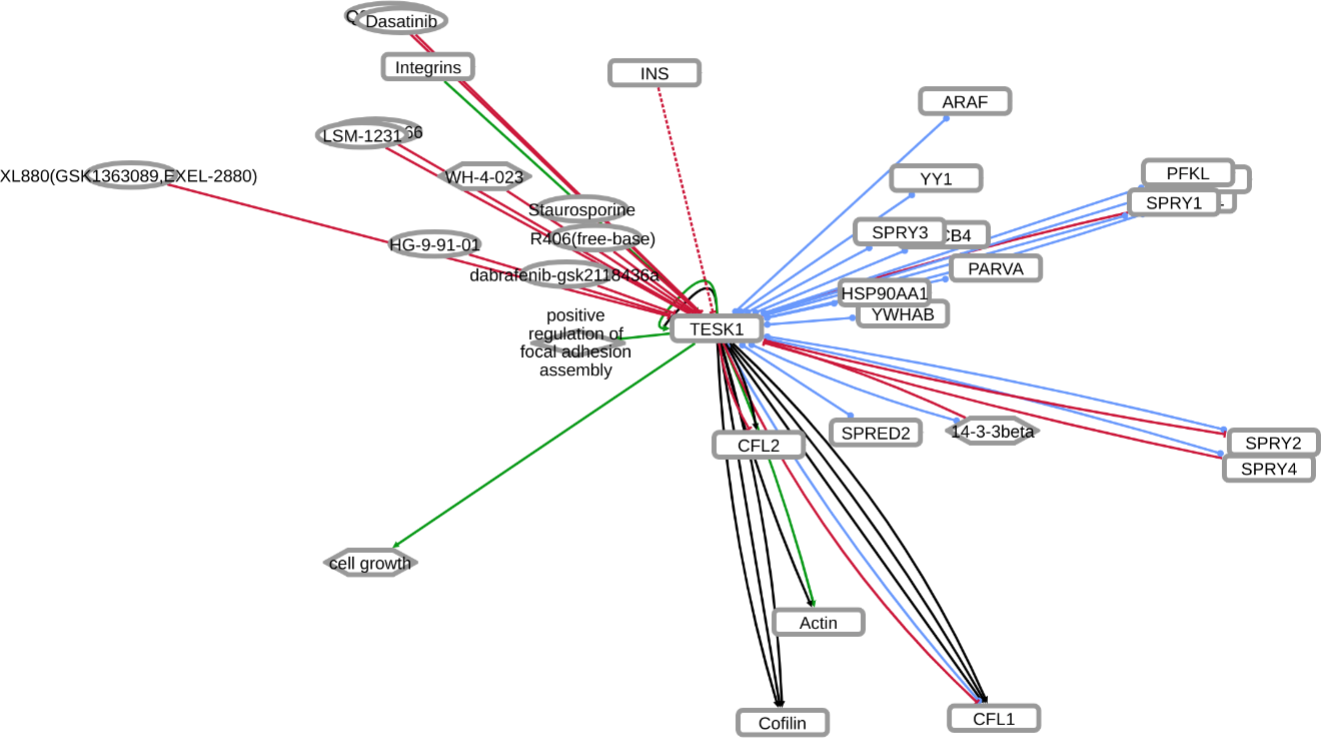 Dasatinib
Integrins
INS
ARAF
LSM-1231
66
XL880(GSK1363089,EXEL-2880)
WH-4-023
YY1
PFKL
SPRY1
Staurosporine
R406(free-base)
SPRY3
CB4
HG-9-91-01
dabrafenib-gsk2118436a
PARVA
HSP90AA1
YWHAB
TESK1
positive
regulation of
focal adhesion
assembly
CFL2
SPRED2
14-3-3beta
SPRY2
SPRY4
cell growth
Actin
Cofilin
CFL1